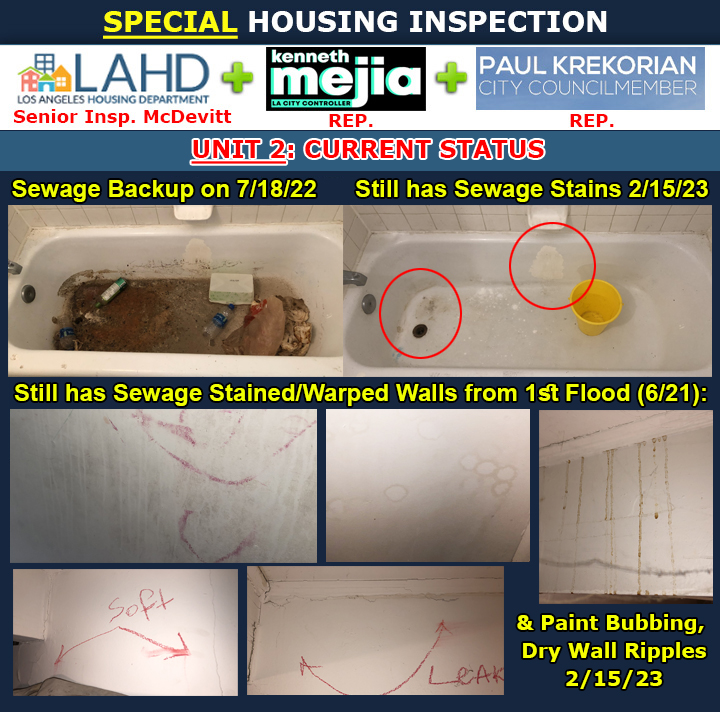 SPECIAL HOUSING INSPECTION
LAHD
LOS ANGELES HOUSING DEPARTMENT
Senior Insp. McDevitt
kenneth
mejia
LA CITY CONTROLLER
REP.
PAUL KREKORIAN
CITY COUNCILMEMBER
REP.
UNIT 2: CURRENT STATUS
Sewage Backup on 7/18/22
Still has Sewage Stains 2/15/23
Still has Sewage Stained/Warped Walls from 1st Flood (6/21):
Soft
LEAK
& Paint Bubbing,
Dry Wall Ripples
2/15/23